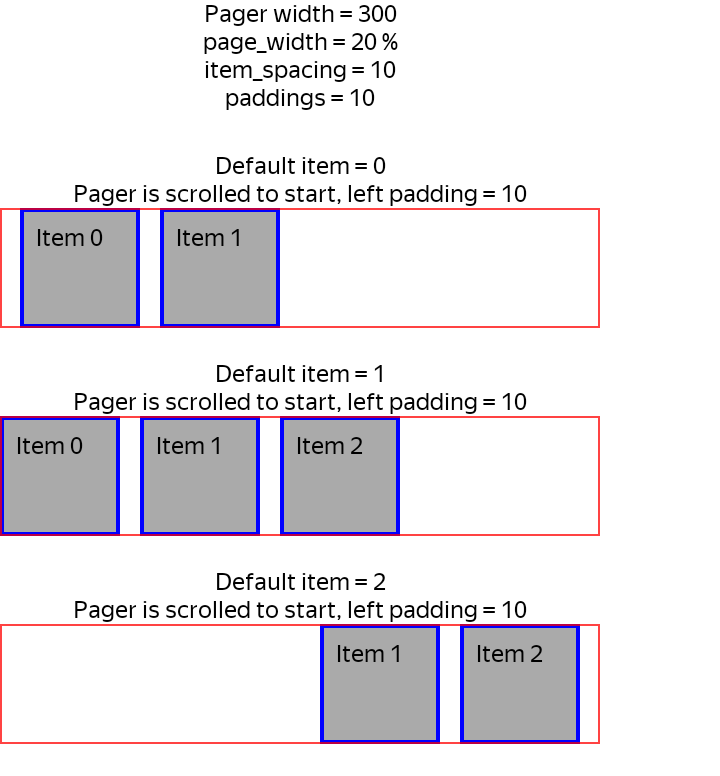 Pager width = 300
page_width = 20 %
item_spacing = 10
paddings = 10
Default item = 0
Pager is scrolled to start, left padding = 10
Item 0
Item 1
Default item = 1
Pager is scrolled to start, left padding = 10
Item 0
Item 1
Item 2
Default item = 2
Pager is scrolled to start, left padding = 10
Item 1
Item 2